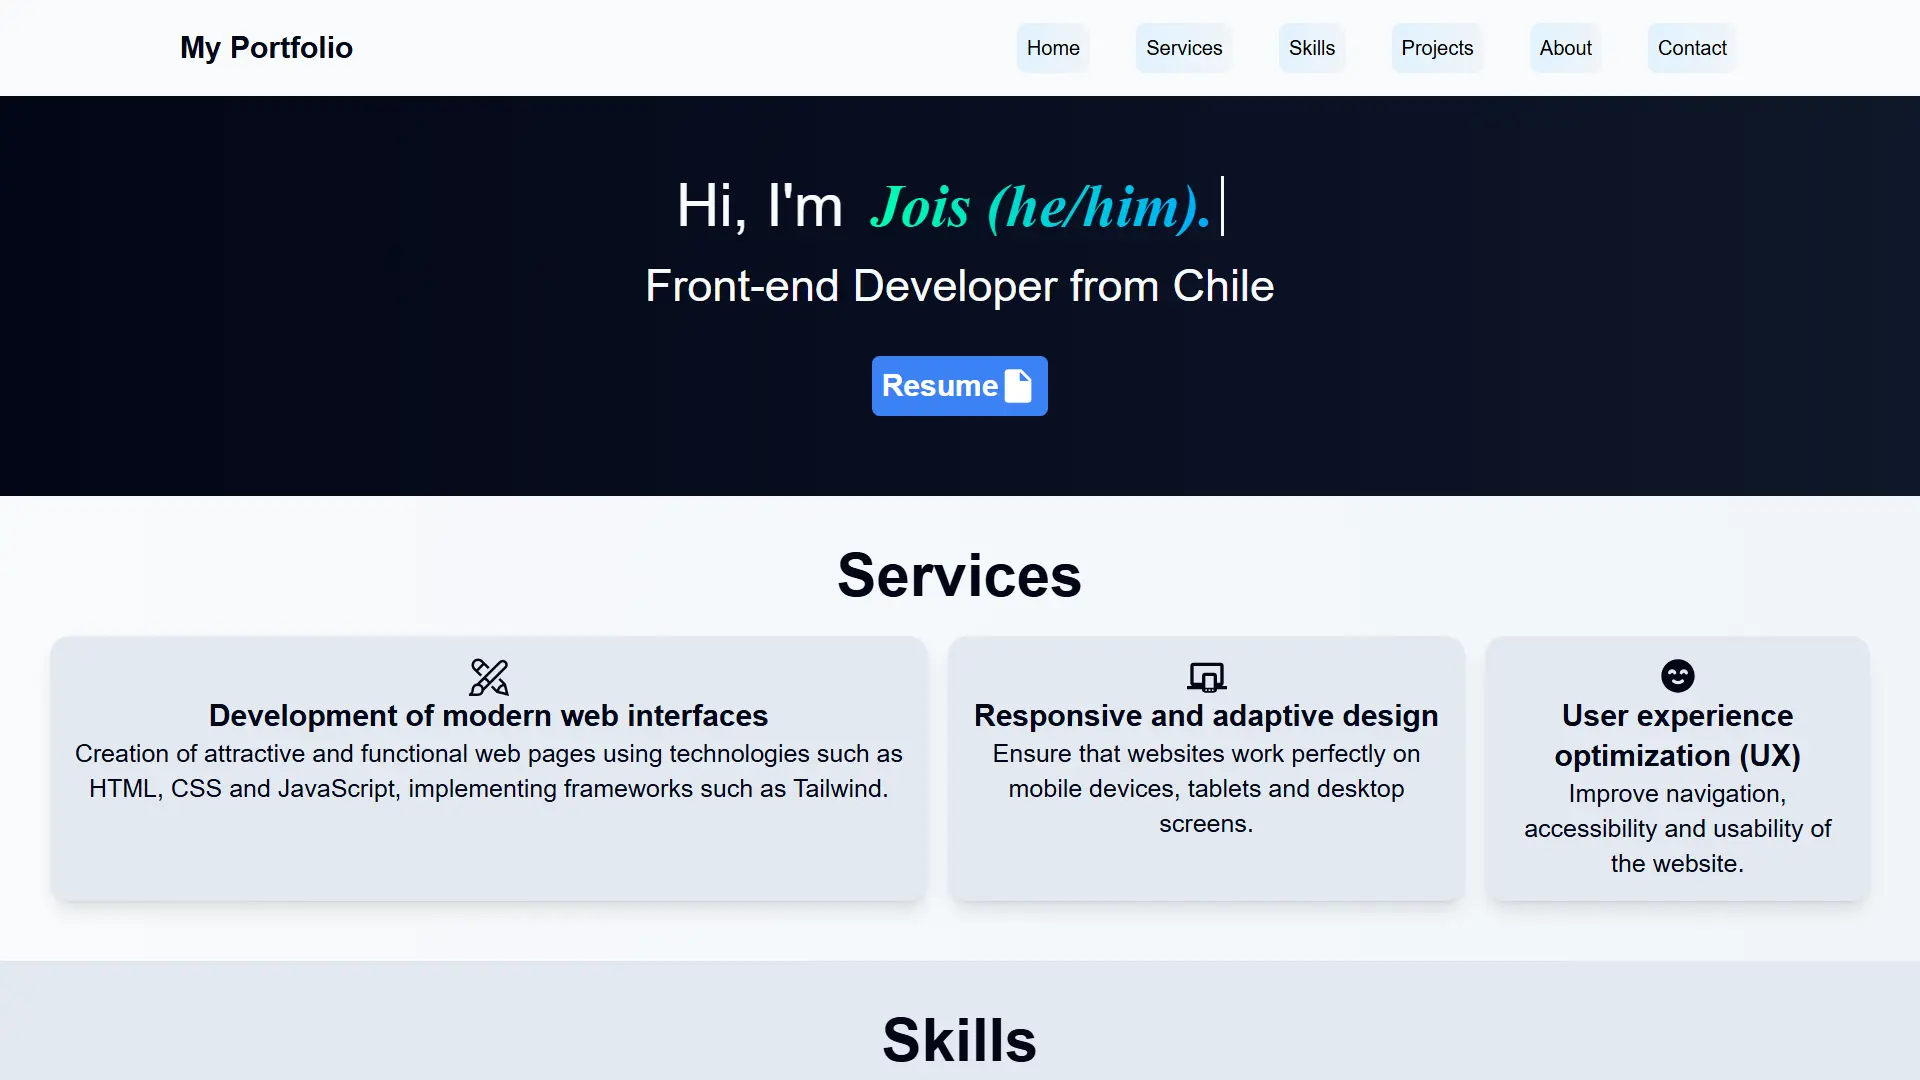 My Portfolio
Home
Services
Skills
Projects
About
Contact
Hi, I'm Jois (he/him).
Front-end Developer from Chile
Resume
Services
Development of modern web interfaces
Creation of attractive and functional web pages using technologies such as
HTML, CSS and JavaScript, implementing frameworks such as Tailwind.
Responsive and adaptive design
Ensure that websites work perfectly on
mobile devices, tablets and desktop
screens.
User experience
optimization (UX)
Improve navigation,
accessibility and usability of
the website.
Skills